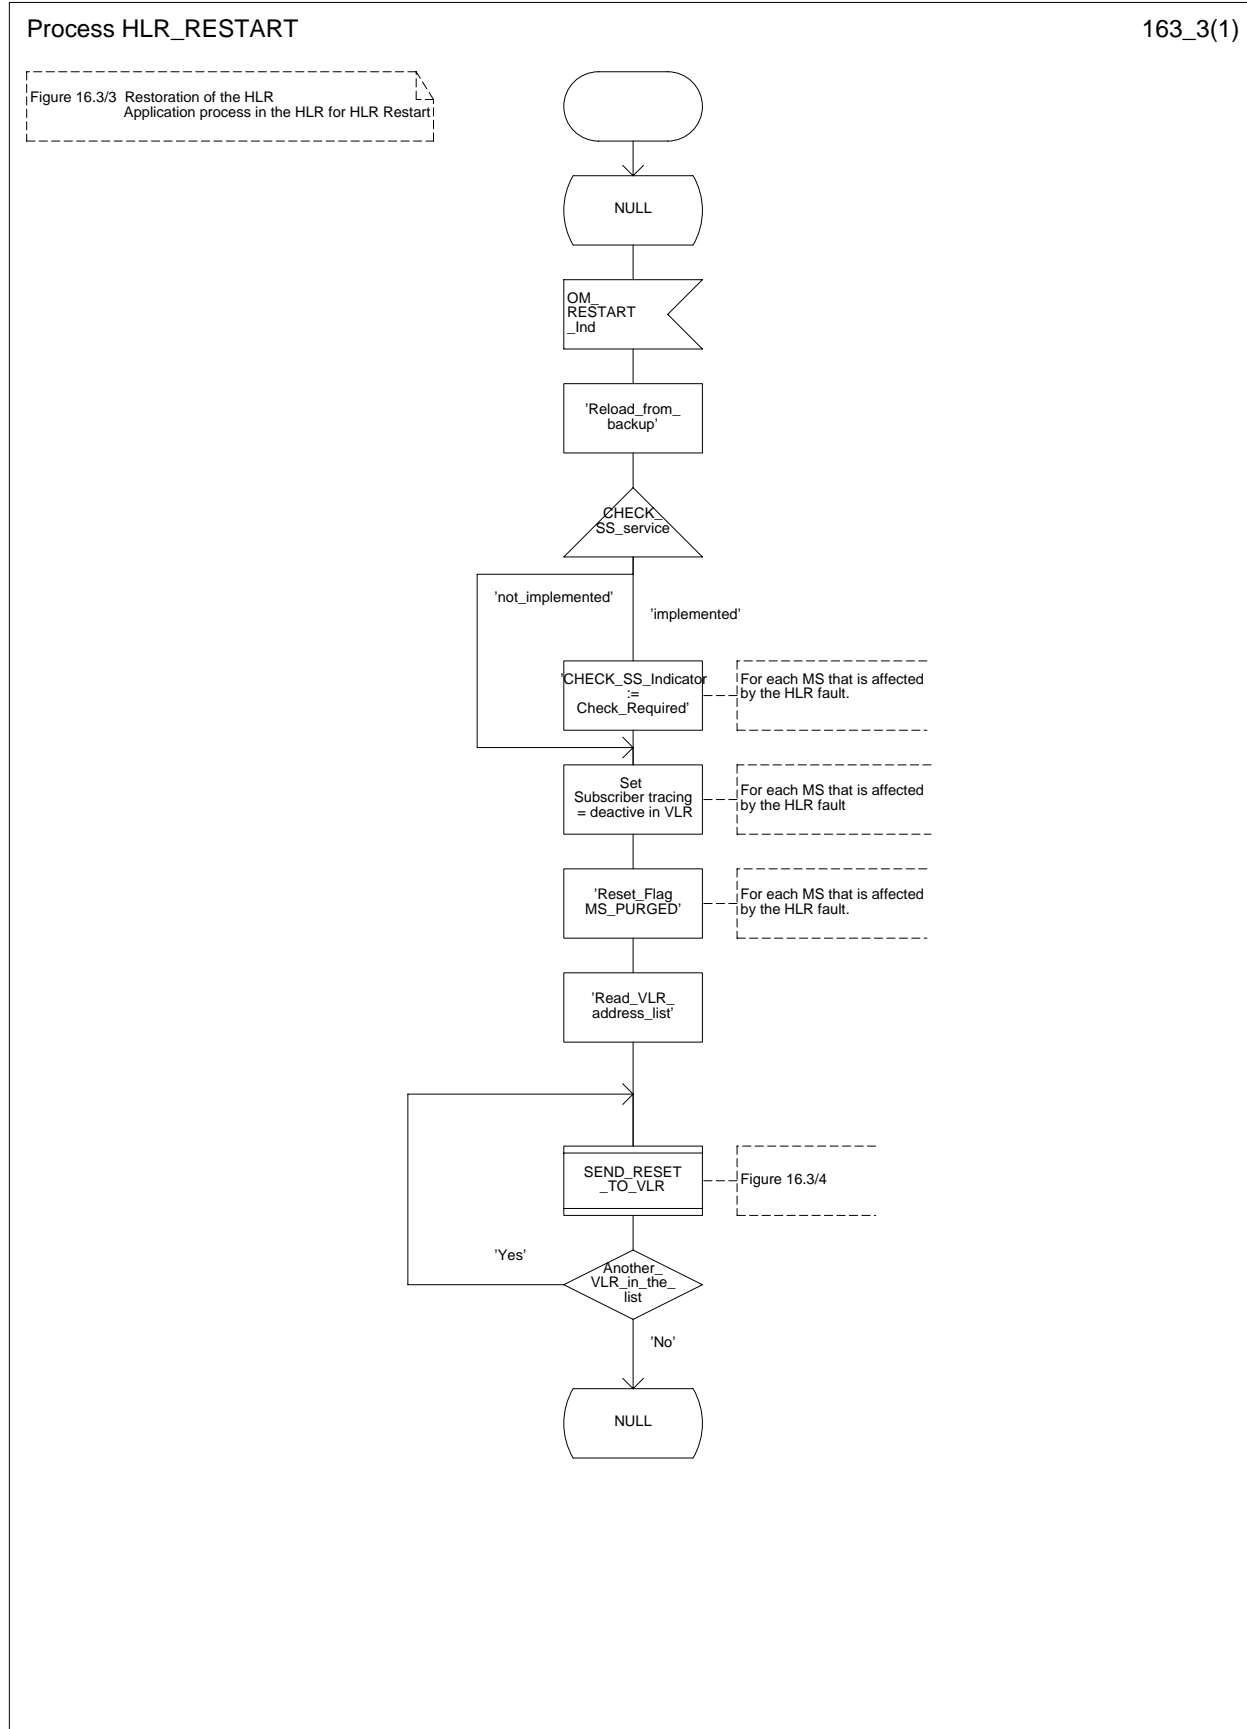 Process HLR_RESTART
163_3(1)
Figure 16.3/3 Restoration of the HLR
Application process in the HLR for HLR Restart
NULL
OM_
RESTART
_Ind
'Reload_from_
backup'
CHECK_
SS_service
'not_implemented'
'implemented'
'CHECK_SS_Indicator
:=
Check_Required'
For each MS that is affected
by the HLR fault.
Set
Subscriber tracing
= deactive in VLR
For each MS that is affected
by the HLR fault
'Reset_Flag
MS_PURGED'
For each MS that is affected
by the HLR fault.
'Read_VLR_
address_list'
SEND_RESET
_TO_VLR
Figure 16.3/4
'Yes'
Another_
VLR_in_the_
list
'No'
NULL